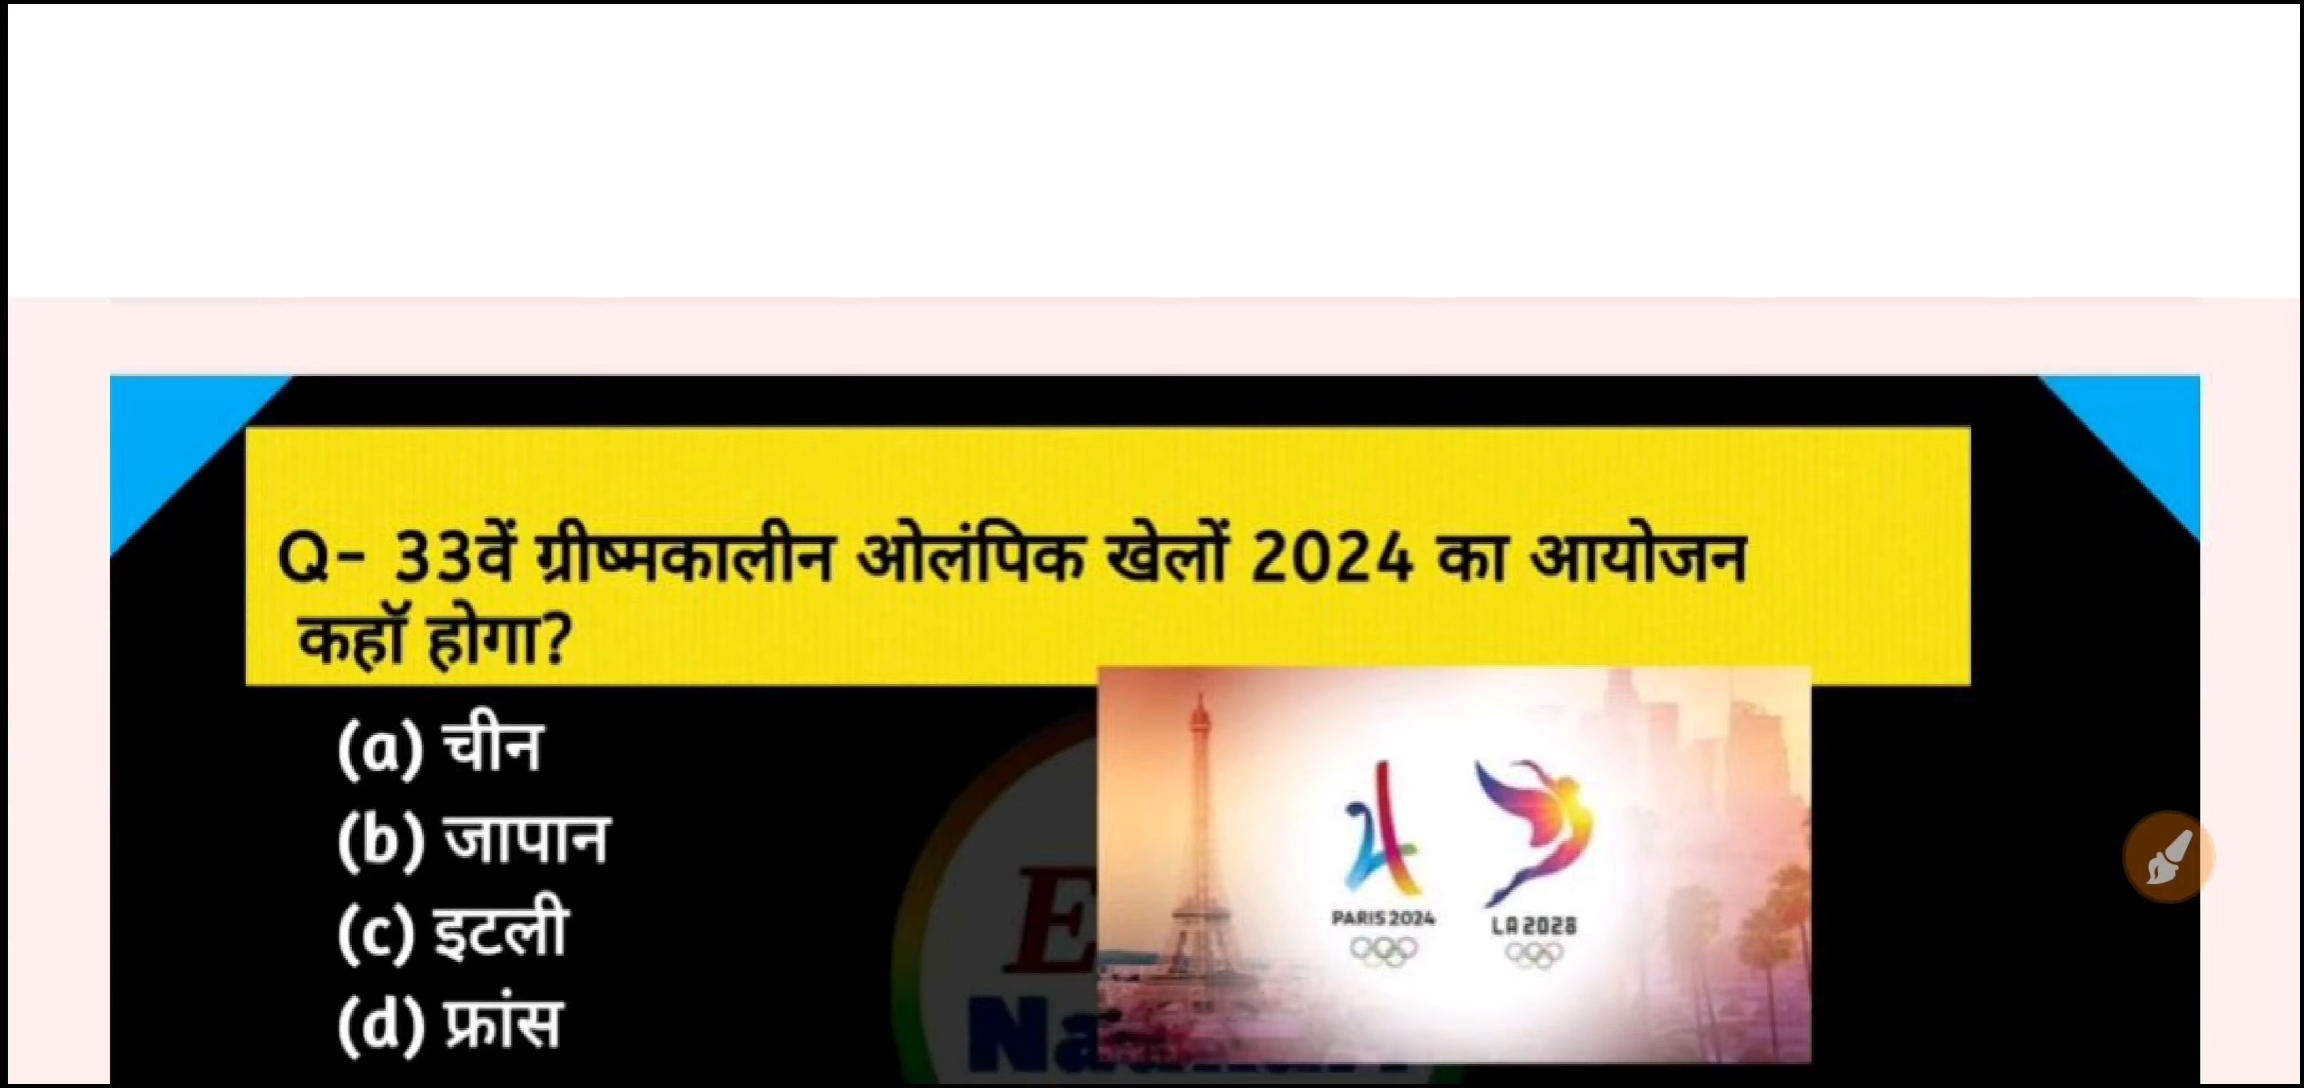 Q- 33वें ग्रीष्मकालीन ओलंपिक खेलों 2024 का आयोजन
कहॉ होगा?
(a) चीन
(b) जापान
(c) इटली
(d) फ्रांस
PARIS 2024
LA 2028